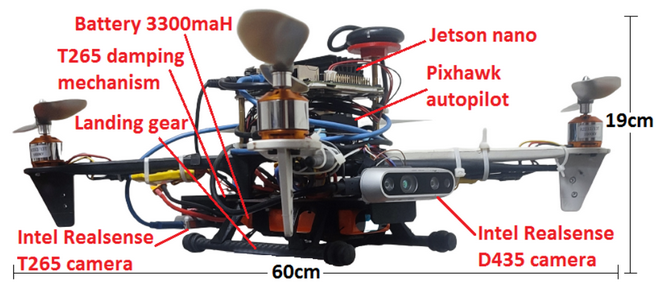 Battery 3300maH
T265 damping
mechanism
Landing gear
Jetson nano
Pixhawk
autopilot
19cm
Intel Realsense
T265 camera
Intel Realsense
D435 camera
60cm